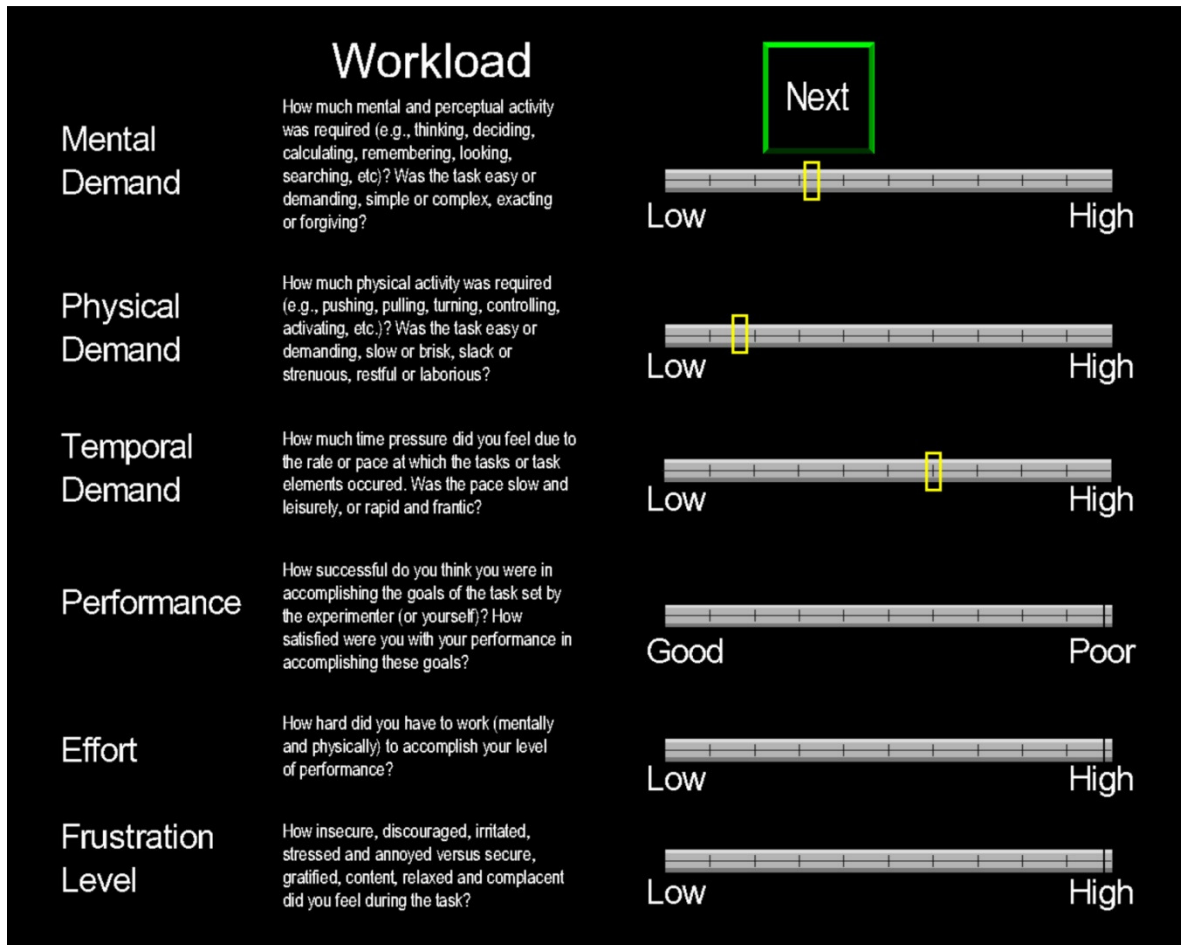 Workload
Next
Mental
Demand
How much mental and perceptual activity
was required (e.g., thinking, deciding,
calculating, remembering, looking,
searching, etc)? Was the task easy or
demanding, simple or complex, exacting
or forgiving?
Low
High
Physical
Demand
How much physical activity was required
(e.g., pushing, pulling, turning, controlling,
activating, etc.)? Was the task easy or
demanding, slow or brisk, slack or
strenuous, restful or laborious?
Low
High
Temporal
Demand
How much time pressure did you feel due to
the rate or pace at which the tasks or task
elements occured. Was the pace slow and
leisurely, or rapid and frantic?
Low
High
Performance
How successful do you think you were in
accomplishing the goals of the task set by
the experimenter (or yourself)? How
satisfied were you with your performance in
accomplishing these goals?
Good
Poor
Effort
How hard did you have to work (mentally
and physically) to accomplish your level
of performance?
Low
High
Frustration
Level
How insecure, discouraged, irritated,
stressed and annoyed versus secure,
gratified, content, relaxed and complacent
did you feel during the task?
Low
High